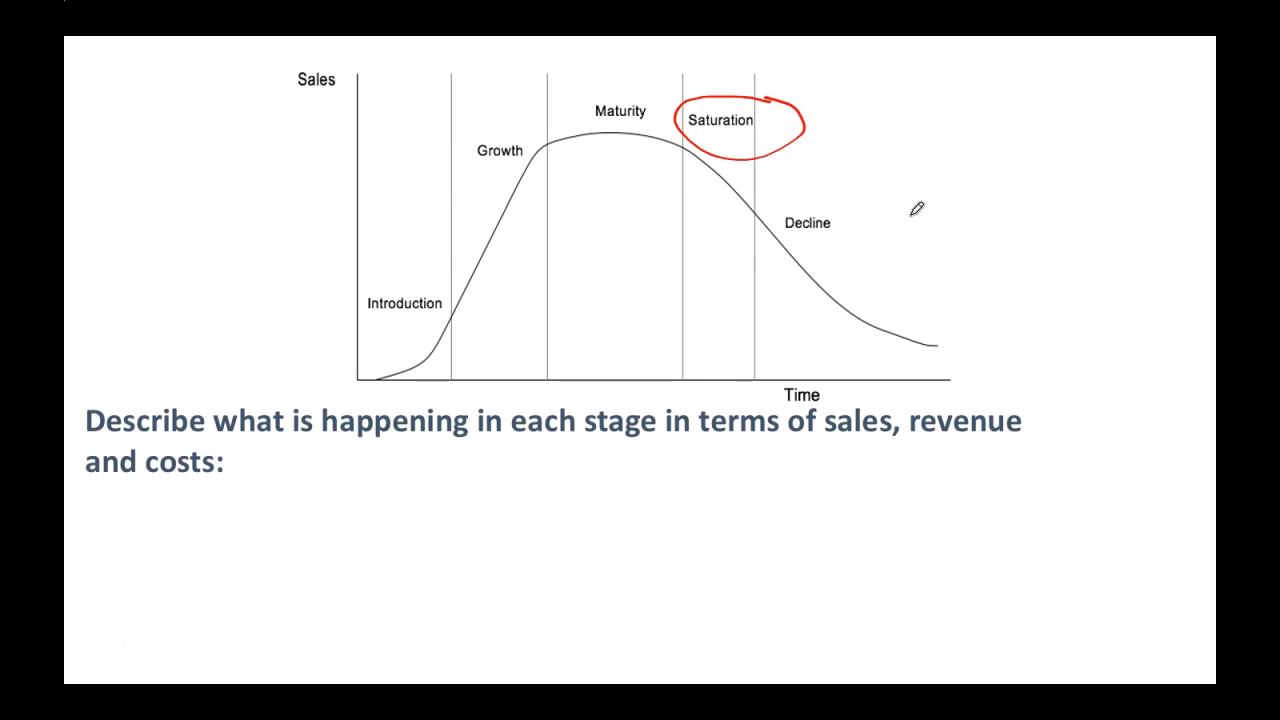 Sales
Maturity
Saturation
Growth
Decline
Introduction
Time
Describe what is happening in each stage in terms of sales, revenue
and costs: